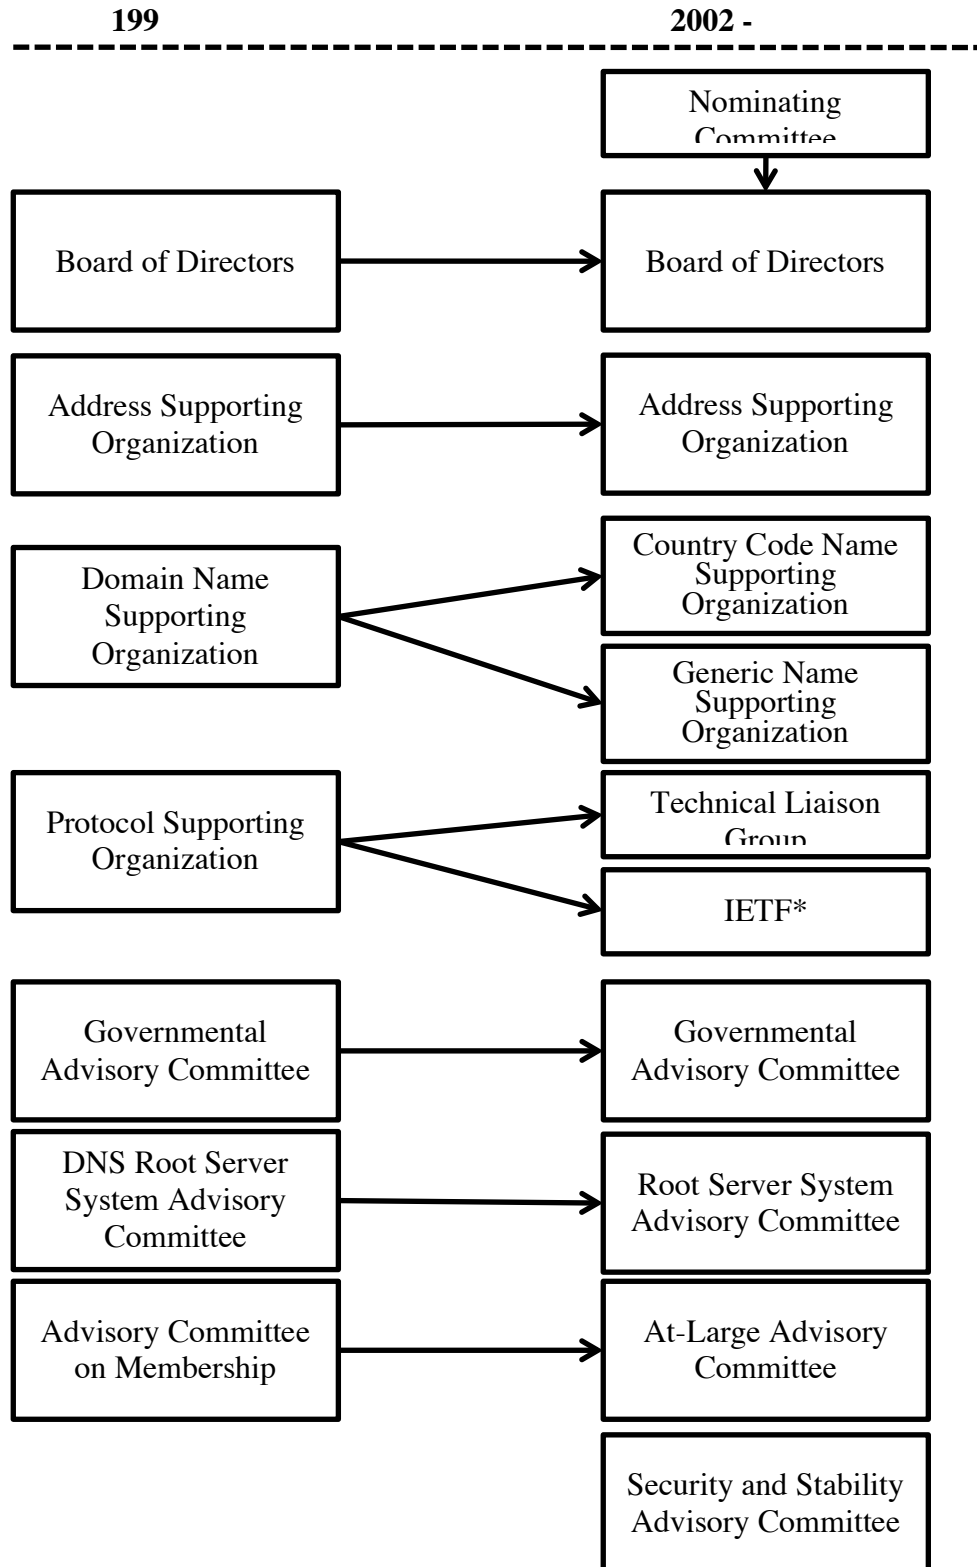 199 2002 -
Nominating
Committee
Board of Directors
Board of Directors
Address Supporting
Organization
Address Supporting
Organization
Domain Name
Supporting
Organization
Country Code Name
Supporting
Organization
Generic Name
Supporting
Organization
Protocol Supporting
Organization
Technical Liaison
Group
IETF*
Governmental
Advisory Committee
Governmental
Advisory Committee
DNS Root Server
System Advisory
Committee
Root Server System
Advisory Committee
Advisory Committee
on Membership
At-Large Advisory
Committee
Security and Stability
Advisory Committee